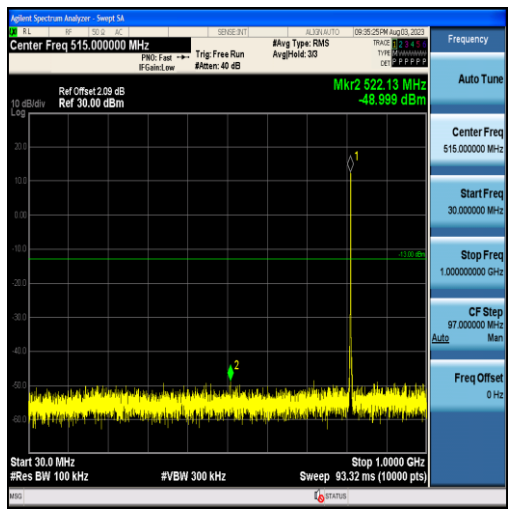 Agilent Spectrum Analyzer - Swept SA
RL RF 50 Ω AC SENSE:INT ALIGN AUTO 09:35:25 PM Aug 03, 2023
Center Freq 515.000000 MHz
PNO: Fast
IFGain:Low
Trig: Free Run
#Atten: 40 dB
#Avg Type: RMS
Avg|Hold: 3/3
TRACE 1 2 3 4 5 6
TYPE M
DET P P P P P P
Frequency
Ref Offset 2.09 dB
10 dB/div Ref 30.00 dBm
Log
Mkr2 522.13 MHz
-48.999 dBm
Auto Tune
Center Freq
515.000000 MHz
Start Freq
30.000000 MHz
Stop Freq
1.000000000 GHz
CF Step
97.000000 MHz
Auto Man
Freq Offset
0 Hz
20.0
10.0
0.00
-10.0
-20.0
-30.0
-40.0
-50.0
-60.0
1
-13.00 dBm
2
Start 30.0 MHz Stop 1.0000 GHz
#Res BW 100 kHz #VBW 300 kHz Sweep 93.32 ms (10000 pts)
MSG STATUS